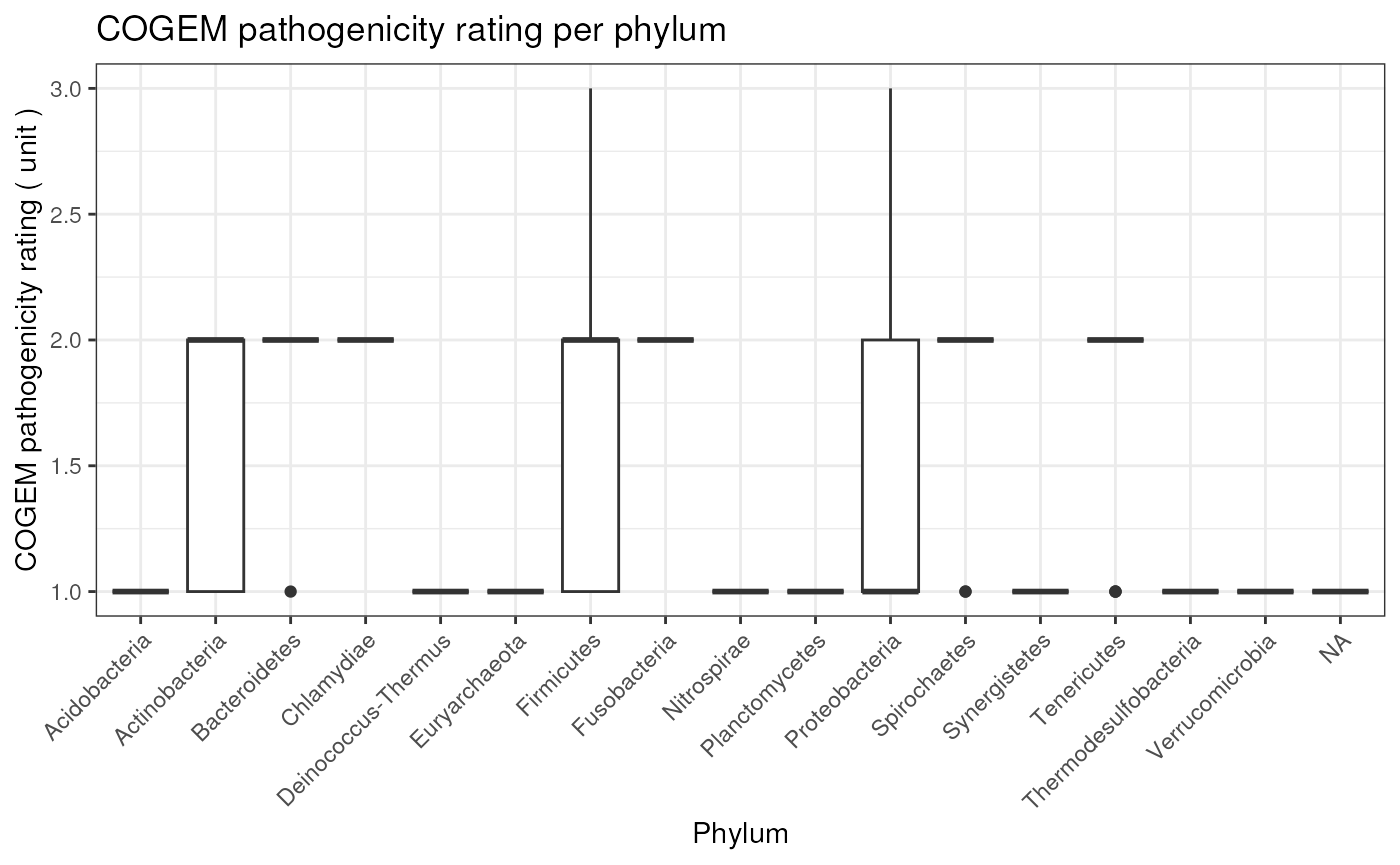 COGEM pathogenicity rating per phylum
COGEM pathogenicity rating ( unit )
3.0
2.5
2.0
1.5
1.0
Acidobacteria
Actinobacteria
Bacteroidetes
Chlamydiae
Deinococcus-Thermus
Euryarchaeota
Firmicutes
Fusobacteria
Nitrospirae
Planctomycetes
Proteobacteria
Spirochaetes
Synergistetes
Tenericutes
Thermodesulfobacteria
Verrucomicrobia
NA
Phylum